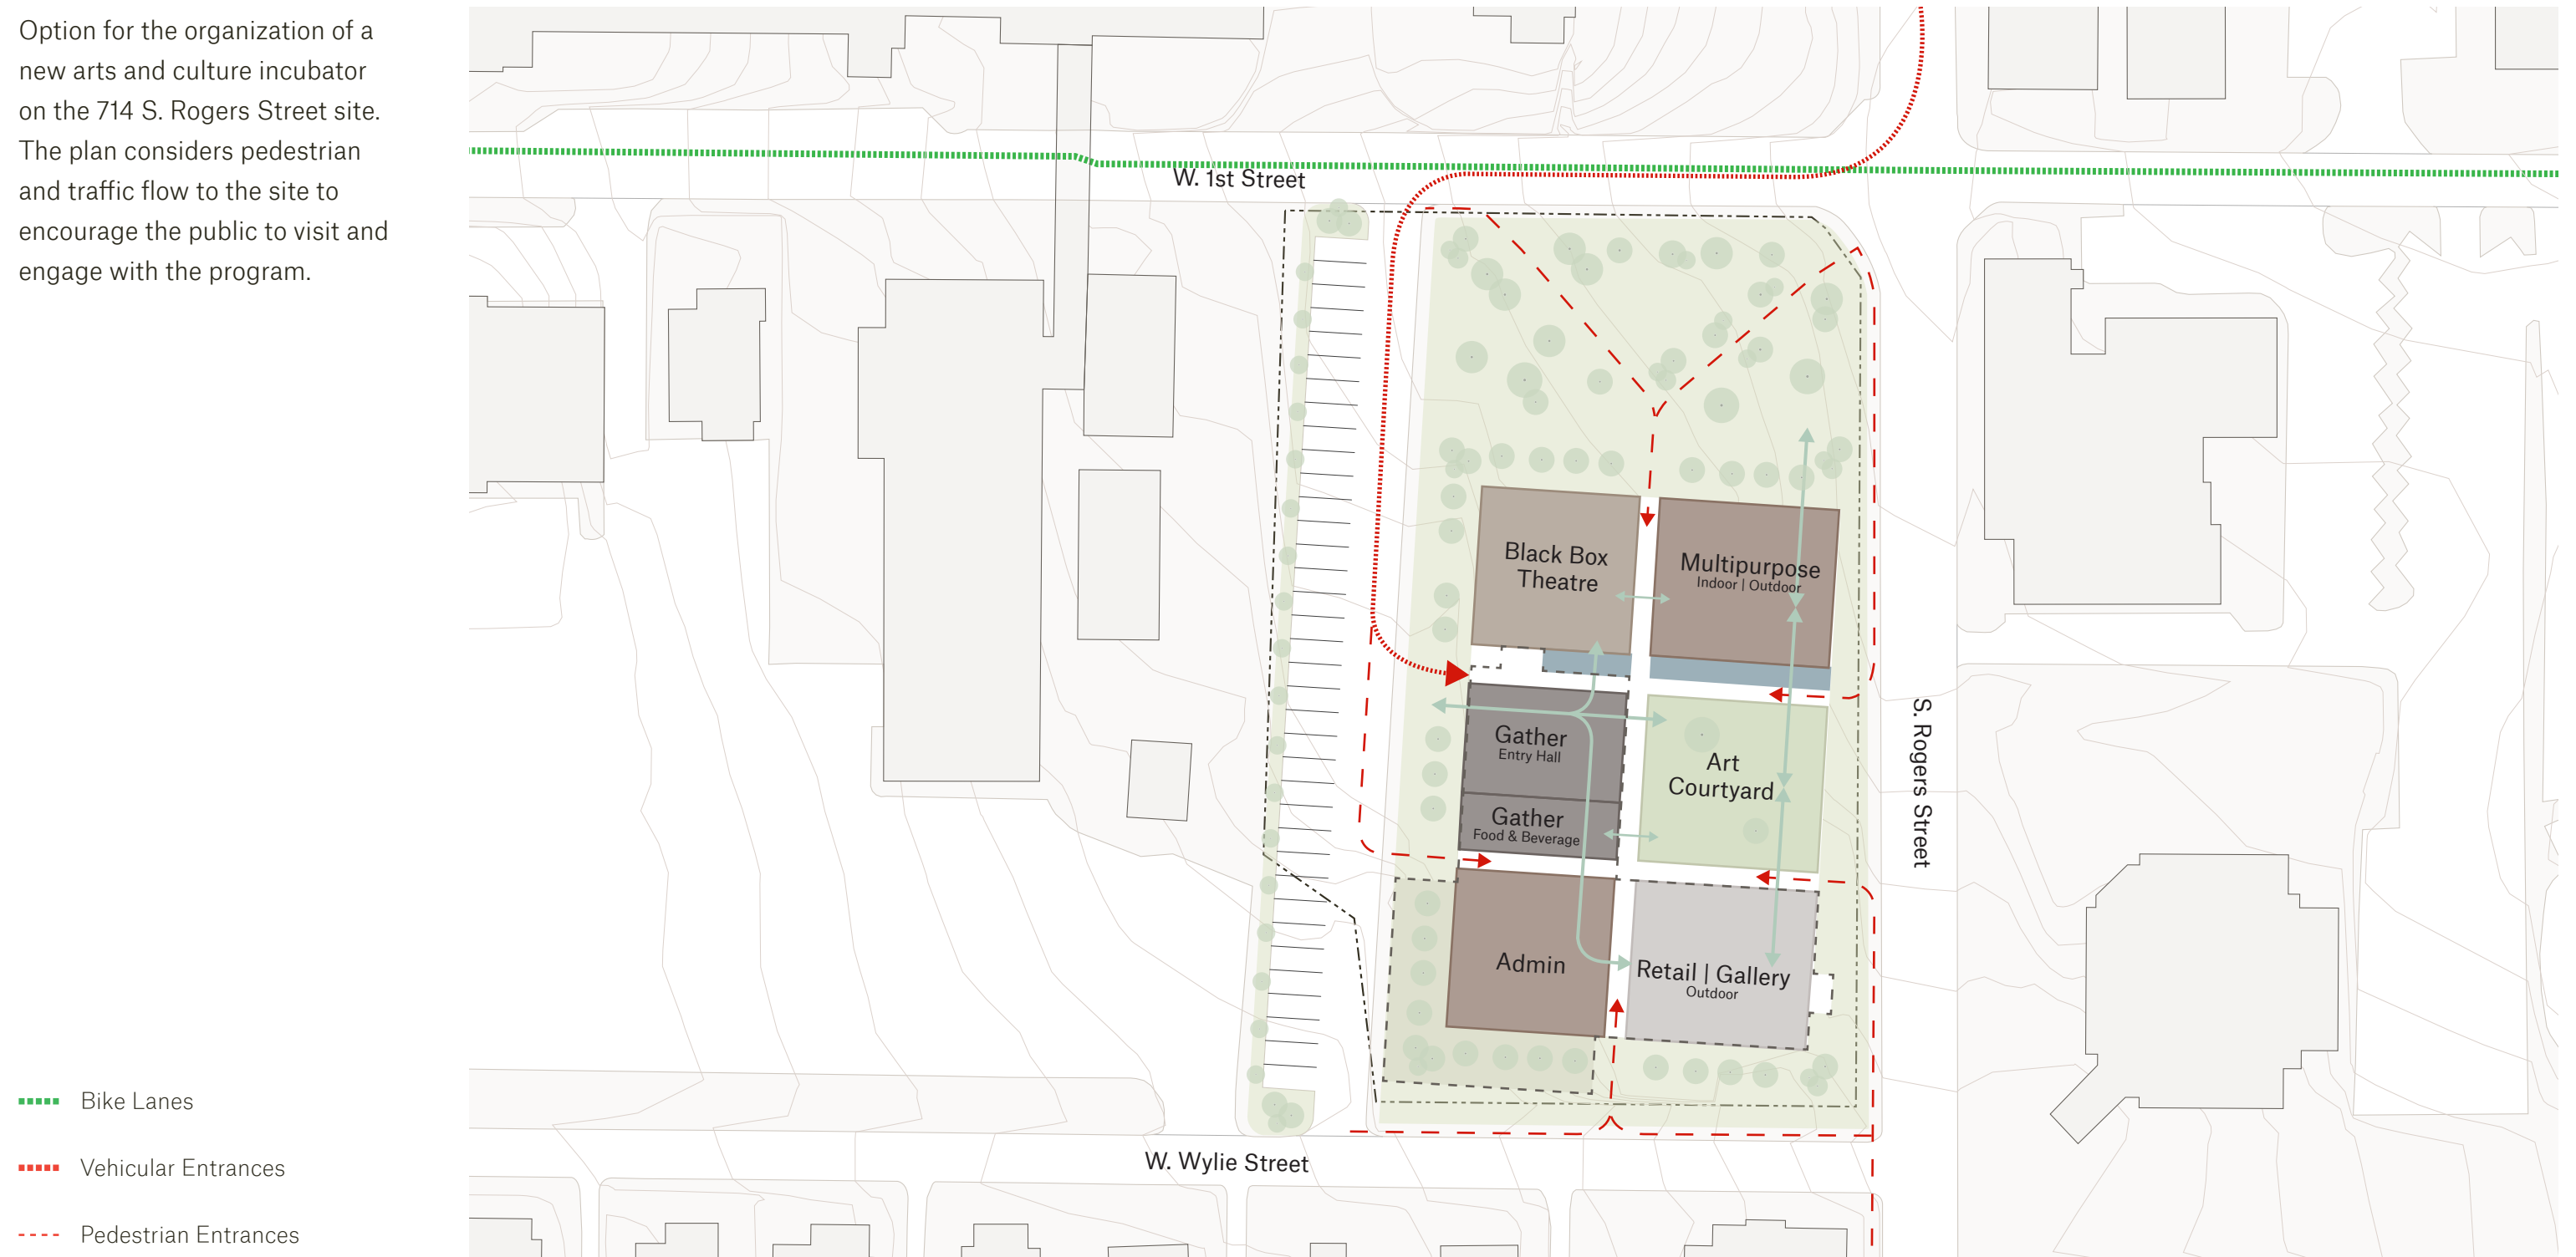 Option for the organization of a
new arts and culture incubator
on the 714 S. Rogers Street site.
The plan considers pedestrian
and traffic flow to the site to
encourage the public to visit and
engage with the program.
W. 1st Street
Black Box
Theatre
Multipurpose
Indoor | Outdoor
Gather
Entry Hall
Art
Courtyard
Gather
Food & Beverage
S. Rogers Street
Admin
Retail | Gallery
Outdoor
W. Wylie Street
Bike Lanes
Vehicular Entrances
Pedestrian Entrances